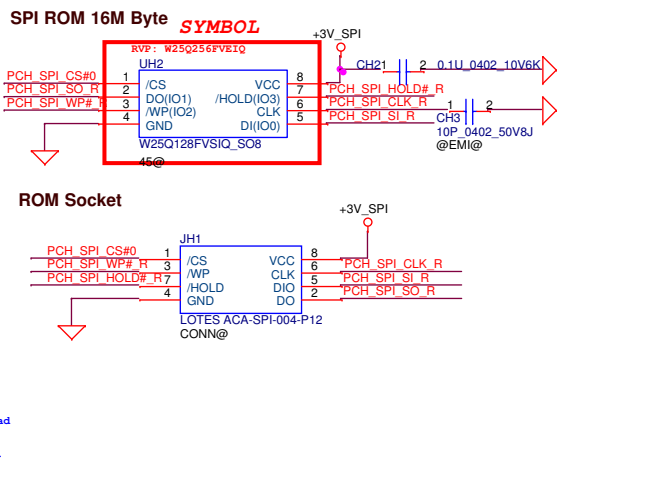 SPI ROM 16M Byte
SYMBOL
RVP: W25Q256FVEIQ
+3V_SPI
UH2
CH21 2 0.1U_0402_10V6K
PCH_SPI_CS#0 1 /CS VCC 8
PCH_SPI_SO_R 2 DO(IO1) /HOLD(IO3) 7 PCH_SPI_HOLD#_R
PCH_SPI_WP#_R 3 /WP(IO2) CLK 6 PCH_SPI_CLK_R 1 2
4 GND DI(IO0) 5 PCH_SPI_SI_R
CH3
10P_0402_50V8J
@EMI@
W25Q128FVSIQ_SO8
45@
ROM Socket
+3V_SPI
JH1
PCH_SPI_CS#0 1 /CS VCC 8
PCH_SPI_WP#_R 3 /WP CLK 6 PCH_SPI_CLK_R
PCH_SPI_HOLD#_R 7 /HOLD DIO 5 PCH_SPI_SI_R
4 GND DO 2 PCH_SPI_SO_R
LOTES ACA-SPI-004-P12
CONN@